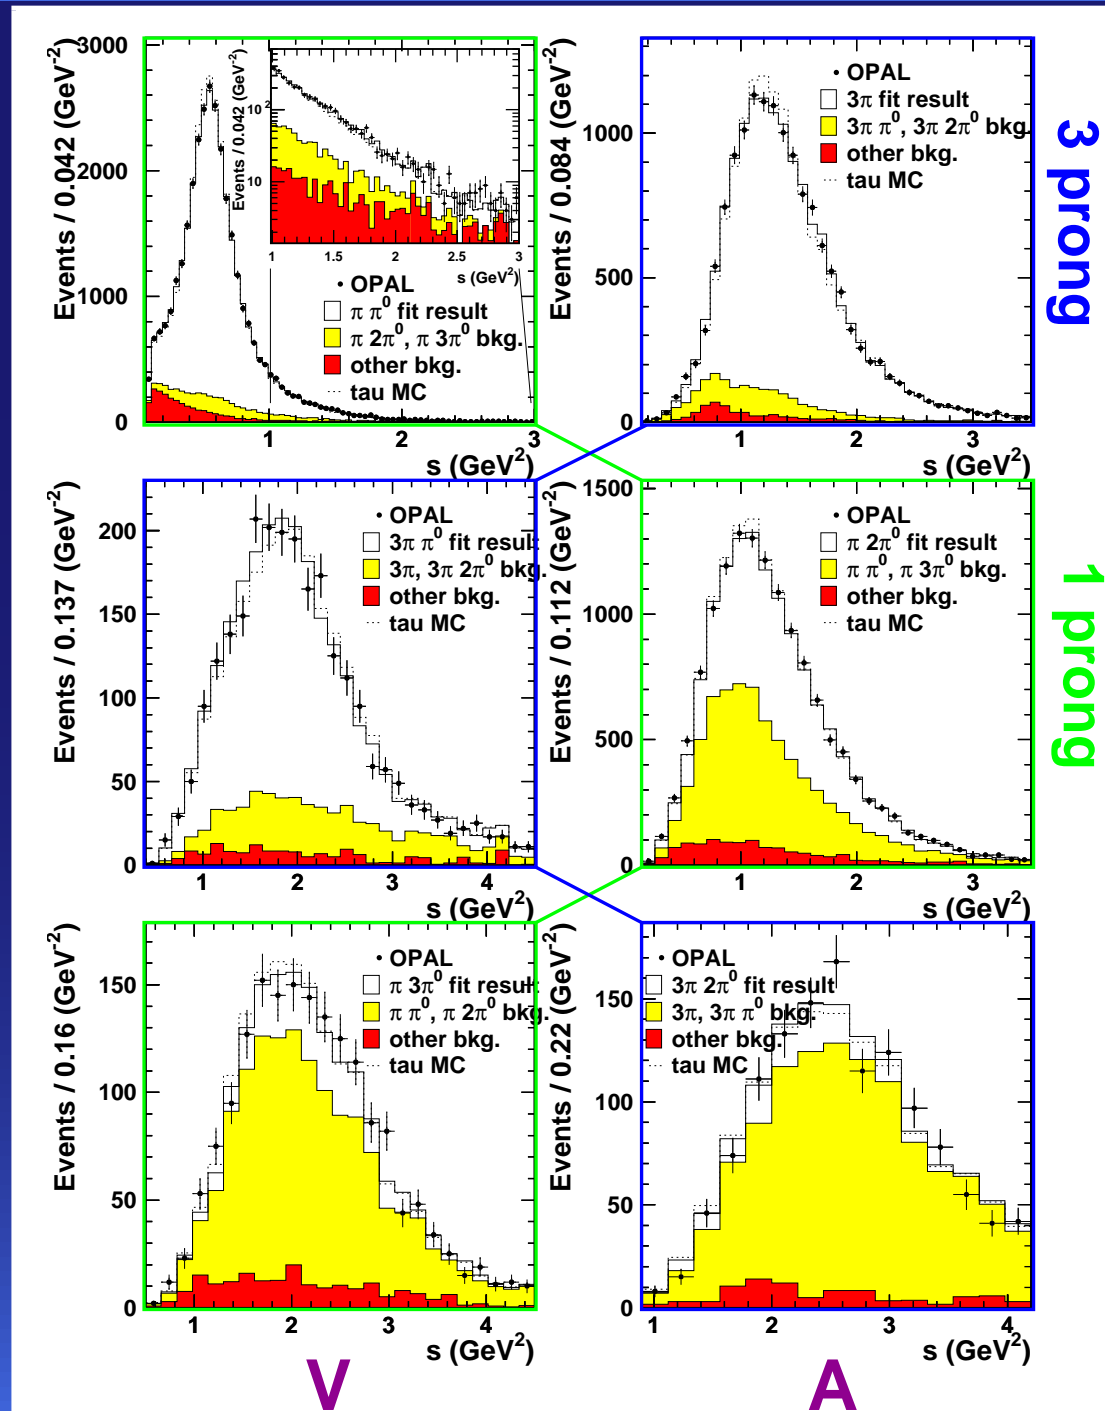 Events / 0.042 (GeV⁻²)
3000
2000
1000
0
1
2
3
s (GeV²)
Events / 0.042 (GeV⁻²)
10²
10
1
1.5
2
2.5
3
s (GeV²)
OPAL
π π⁰ fit result
π 2π⁰, π 3π⁰ bkg.
other bkg.
tau MC
Events / 0.084 (GeV⁻²)
1000
500
0
1
2
3
s (GeV²)
OPAL
3π fit result
3π π⁰, 3π 2π⁰ bkg.
other bkg.
tau MC
3 prong
Events / 0.137 (GeV⁻²)
200
150
100
50
0
1
2
3
4
s (GeV²)
OPAL
3π π⁰ fit result
3π, 3π 2π⁰ bkg.
other bkg.
tau MC
Events / 0.112 (GeV⁻²)
1500
1000
500
0
1
2
3
s (GeV²)
OPAL
π 2π⁰ fit result
π π⁰, π 3π⁰ bkg.
other bkg.
tau MC
1 prong
Events / 0.16 (GeV⁻²)
150
100
50
0
1
2
3
4
s (GeV²)
OPAL
π 3π⁰ fit result
π π⁰, π 2π⁰ bkg.
other bkg.
tau MC
Events / 0.22 (GeV⁻²)
150
100
50
0
1
2
3
4
s (GeV²)
OPAL
3π 2π⁰ fit result
3π, 3π π⁰ bkg.
other bkg.
tau MC
V
A